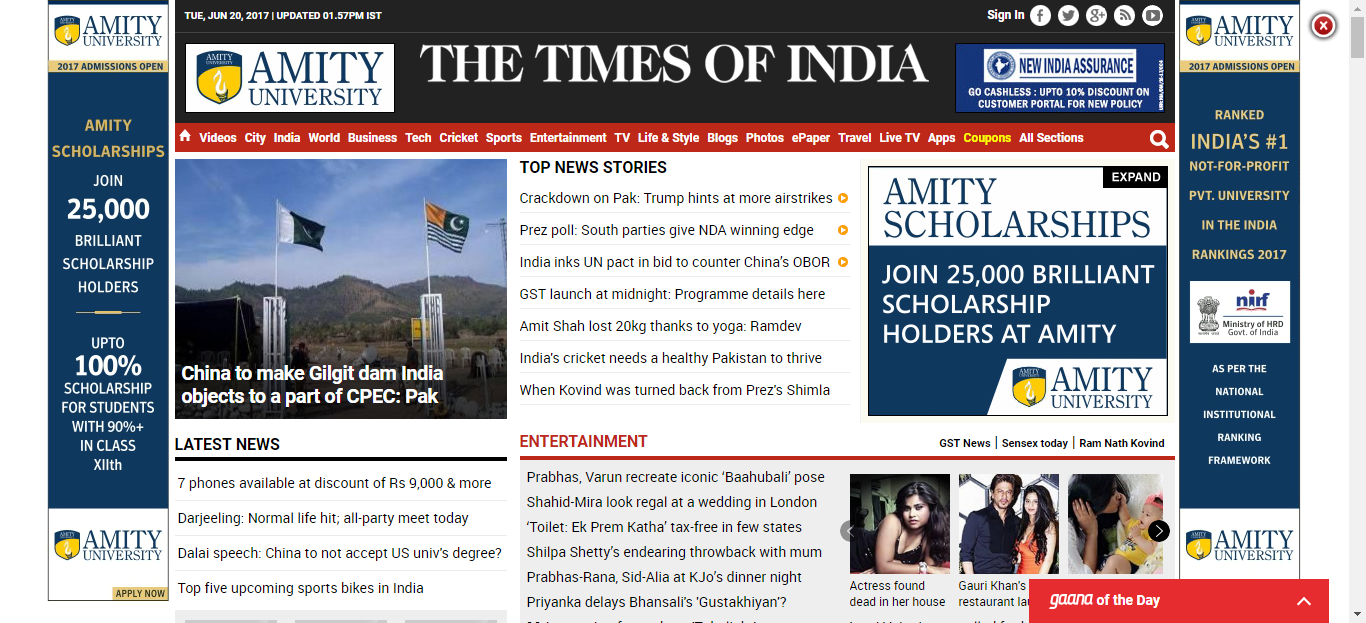 AMITY
UNIVERSITY
2017 ADMISSIONS OPEN
AMITY
SCHOLARSHIPS
JOIN
25,000
BRILLIANT
SCHOLARSHIP
HOLDERS
UPTO
100%
SCHOLARSHIP
FOR STUDENTS
WITH 90%+
IN CLASS
XIIth
AMITY
UNIVERSITY
APPLY NOW
TUE, JUN 20, 2017 | UPDATED 01.57PM IST
Sign In
AMITY
UNIVERSITY
THE TIMES OF INDIA
NEW INDIA ASSURANCE
GO CASHLESS : UPTO 10% DISCOUNT ON
CUSTOMER PORTAL FOR NEW POLICY
Videos City India World Business Tech Cricket Sports Entertainment TV Life & Style Blogs Photos ePaper Travel Live TV Apps Coupons All Sections
China to make Gilgit dam India
objects to a part of CPEC: Pak
TOP NEWS STORIES
Crackdown on Pak: Trump hints at more airstrikes
Prez poll: South parties give NDA winning edge
India inks UN pact in bid to counter China's OBOR
GST launch at midnight: Programme details here
Amit Shah lost 20kg thanks to yoga: Ramdev
India's cricket needs a healthy Pakistan to thrive
When Kovind was turned back from Prez's Shimla
EXPAND
AMITY
SCHOLARSHIPS
JOIN 25,000 BRILLIANT
SCHOLARSHIP
HOLDERS AT AMITY
AMITY
UNIVERSITY
LATEST NEWS
7 phones available at discount of Rs 9,000 & more
Darjeeling: Normal life hit; all-party meet today
Dalai speech: China to not accept US univ's degree?
Top five upcoming sports bikes in India
ENTERTAINMENT
GST News | Sensex today | Ram Nath Kovind
Prabhas, Varun recreate iconic 'Baahubali' pose
Shahid-Mira look regal at a wedding in London
'Toilet: Ek Prem Katha' tax-free in few states
Shilpa Shetty's endearing throwback with mum
Prabhas-Rana, Sid-Alia at KJo's dinner night
Priyanka delays Bhansali's 'Gustakhiyan'?
Actress found
dead in her house
Gauri Khan's
restaurant
gaana of the Day
AMITY
UNIVERSITY
2017 ADMISSIONS OPEN
RANKED
INDIA'S #1
NOT-FOR-PROFIT
PVT. UNIVERSITY
IN THE INDIA
RANKINGS 2017
nirf
Ministry of HRD
Govt. of India
AS PER THE
NATIONAL
INSTITUTIONAL
RANKING
FRAMEWORK
AMITY
UNIVERSITY